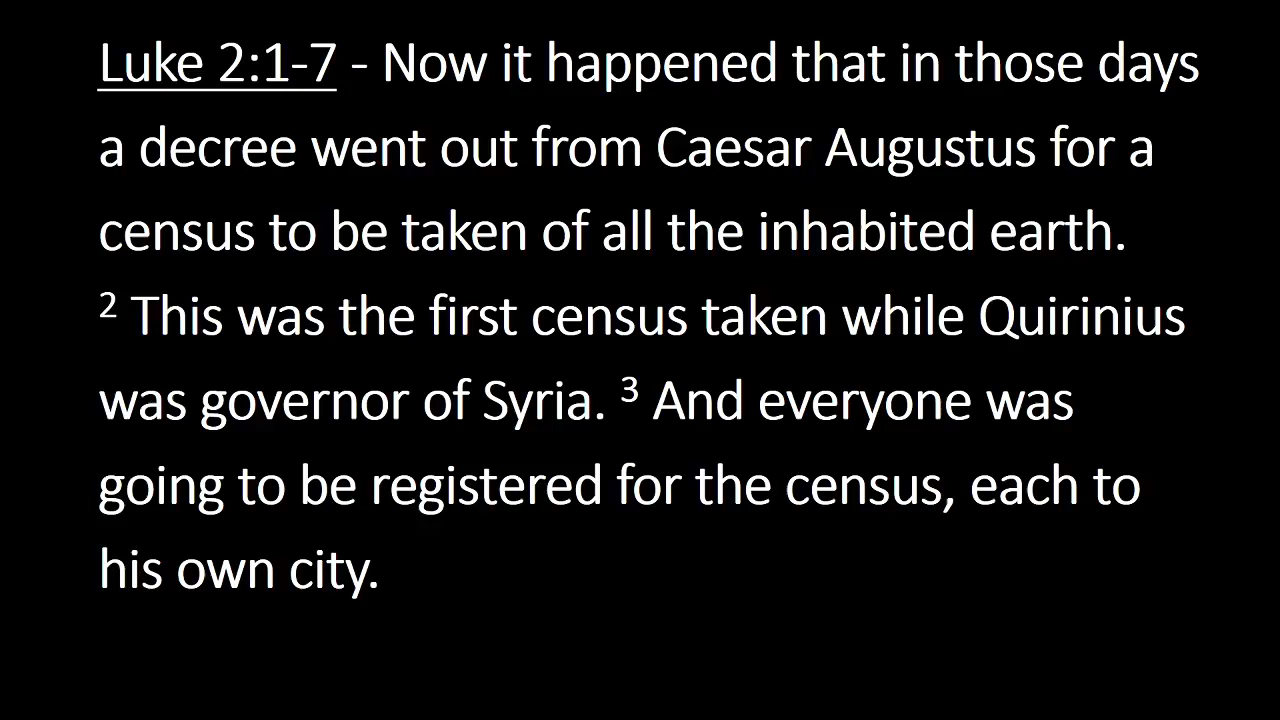 Luke 2:1-7 - Now it happened that in those days
a decree went out from Caesar Augustus for a
census to be taken of all the inhabited earth.
² This was the first census taken while Quirinius
was governor of Syria. ³ And everyone was
going to be registered for the census, each to
his own city.